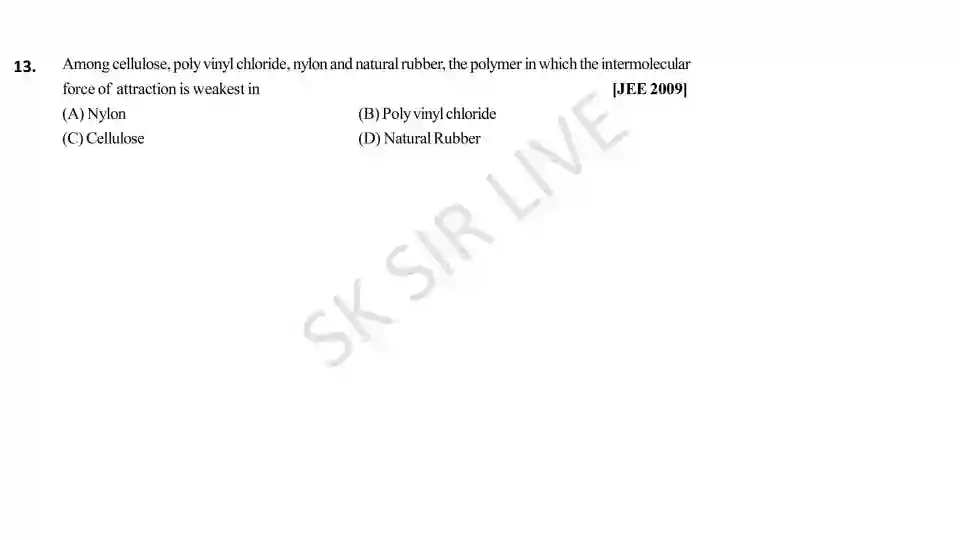 13. Among cellulose, poly vinyl chloride, nylon and natural rubber, the polymer in which the intermolecular
force of attraction is weakest in [JEE 2009]
(A) Nylon (B) Poly vinyl chloride
(C) Cellulose (D) Natural Rubber
SK SIR LIVE